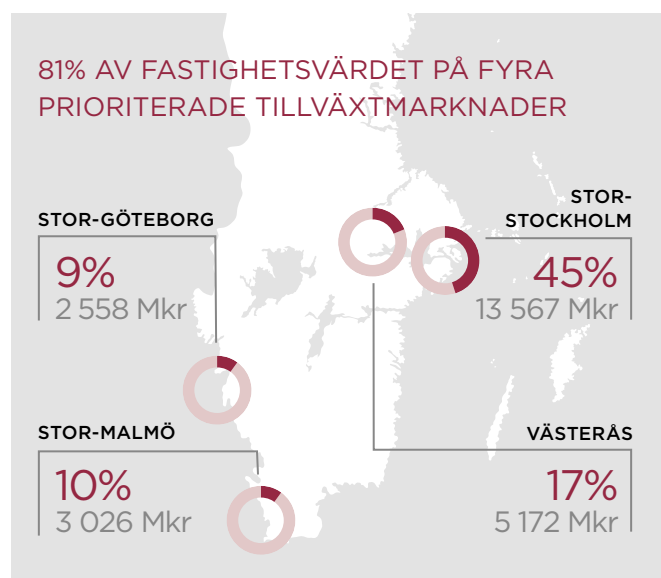 81% AV FASTIGHETSVÄRDET PÅ FYRA
PRIORITERADE TILLVÄXTMARKNADER
STOR-GÖTEBORG
9%
2 558 Mkr
STOR-
STOCKHOLM
45%
13 567 Mkr
STOR-MALMÖ
10%
3 026 Mkr
VÄSTERÅS
17%
5 172 Mkr